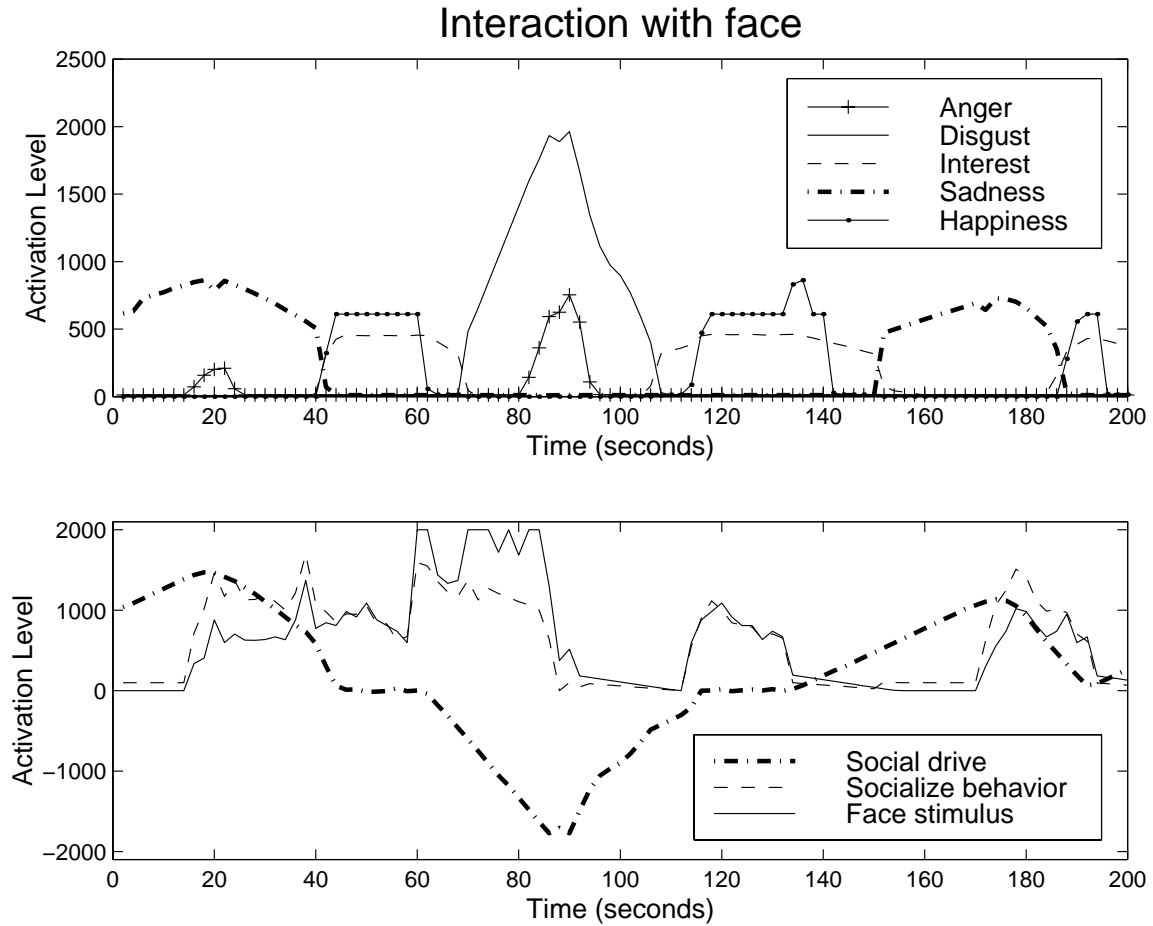 Interaction with face
2500
2000
1500
1000
500
0
Activation Level
Anger
Disgust
Interest
Sadness
Happiness
0 20 40 60 80 100 120 140 160 180 200
Time (seconds)
2000
1000
0
−1000
−2000
Activation Level
Social drive
Socialize behavior
Face stimulus
0 20 40 60 80 100 120 140 160 180 200
Time (seconds)